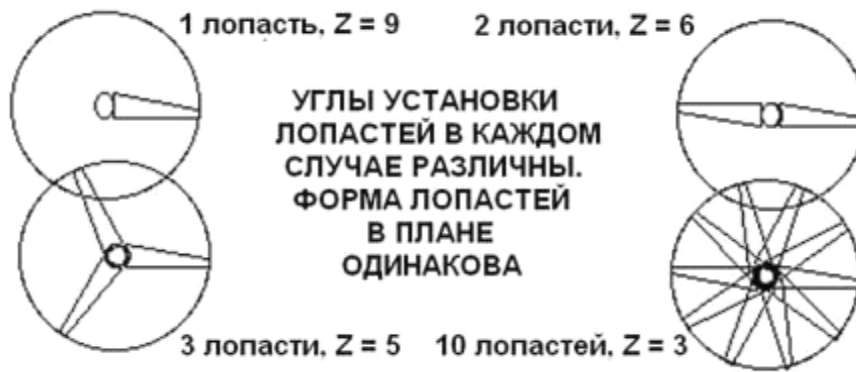 1 лопасть, Z = 9
2 лопасти, Z = 6
УГЛЫ УСТАНОВКИ
ЛОПАСТЕЙ В КАЖДОМ
СЛУЧАЕ РАЗЛИЧНЫ.
ФОРМА ЛОПАСТЕЙ
В ПЛАНЕ
ОДИНАКОВА
3 лопасти, Z = 5
10 лопастей, Z = 3